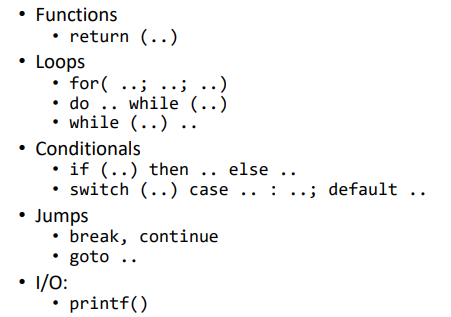 • Functions
• return (..)
• Loops
• for( ..; ..; ..)
• do .. while (..)
• while (..) ..
• Conditionals
• if (..) then .. else ..
• switch (..) case .. : ..; default ..
• Jumps
• break, continue
• goto ..
• I/O:
• printf()